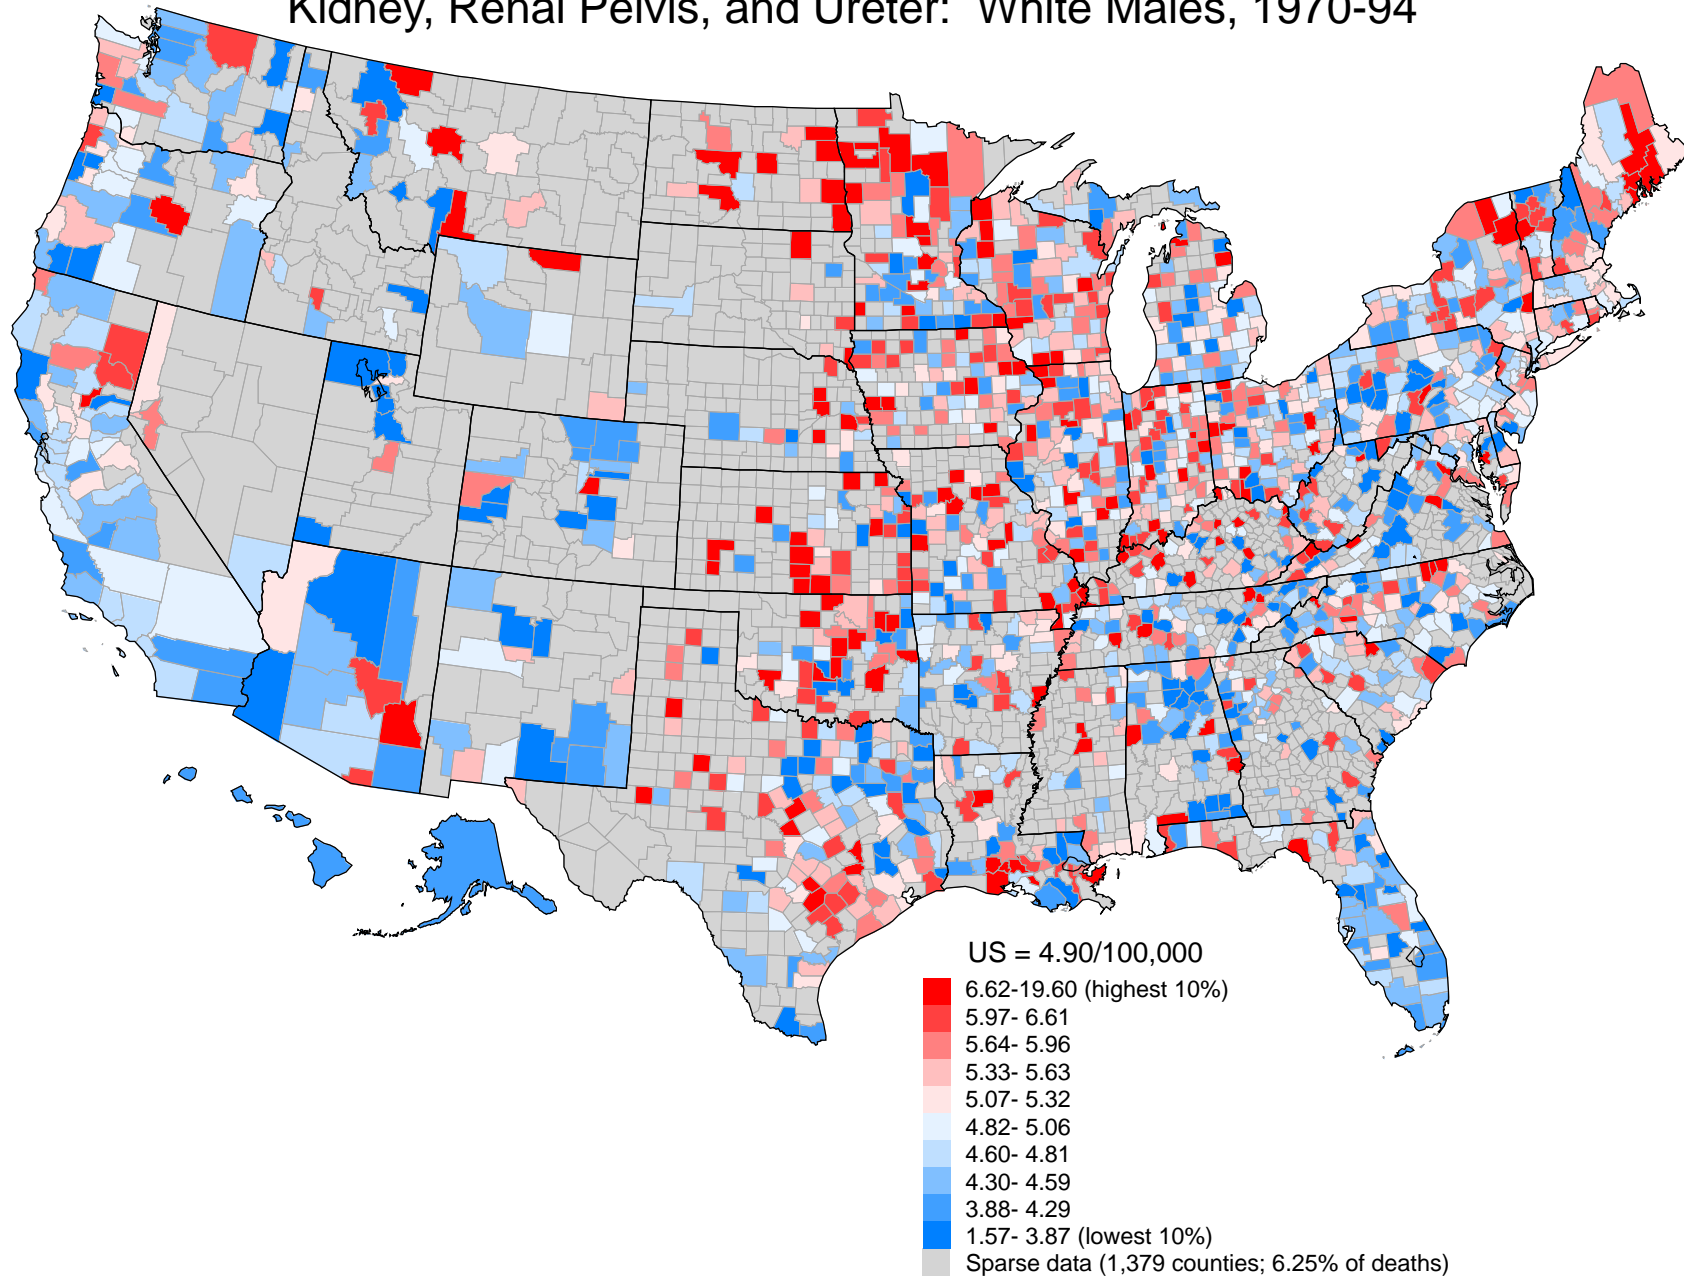 Kidney, Renal Pelvis, and Ureter: White Males, 1970-94
US = 4.90/100,000
6.62-19.60 (highest 10%)
5.97- 6.61
5.64- 5.96
5.33- 5.63
5.07- 5.32
4.82- 5.06
4.60- 4.81
4.30- 4.59
3.88- 4.29
1.57- 3.87 (lowest 10%)
Sparse data (1,379 counties; 6.25% of deaths)